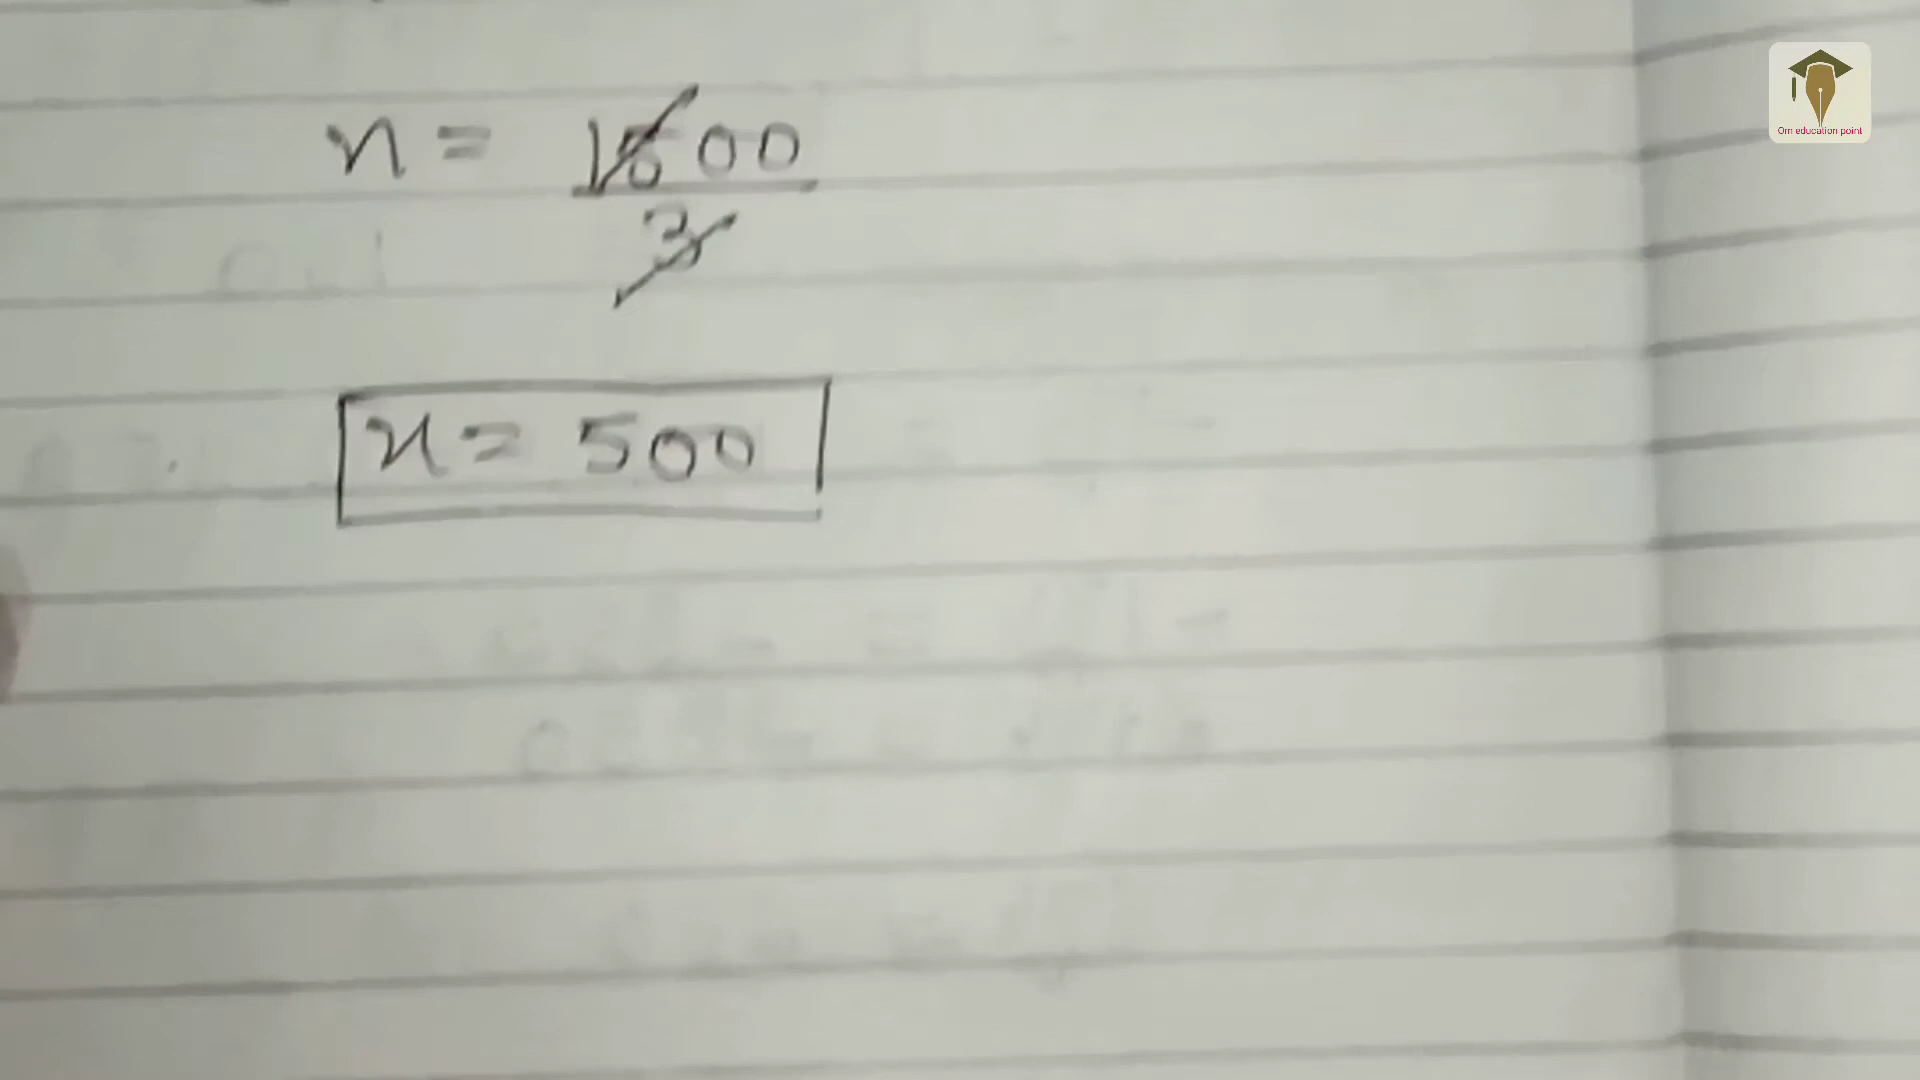 x = 1500
3
x = 500
Om education point